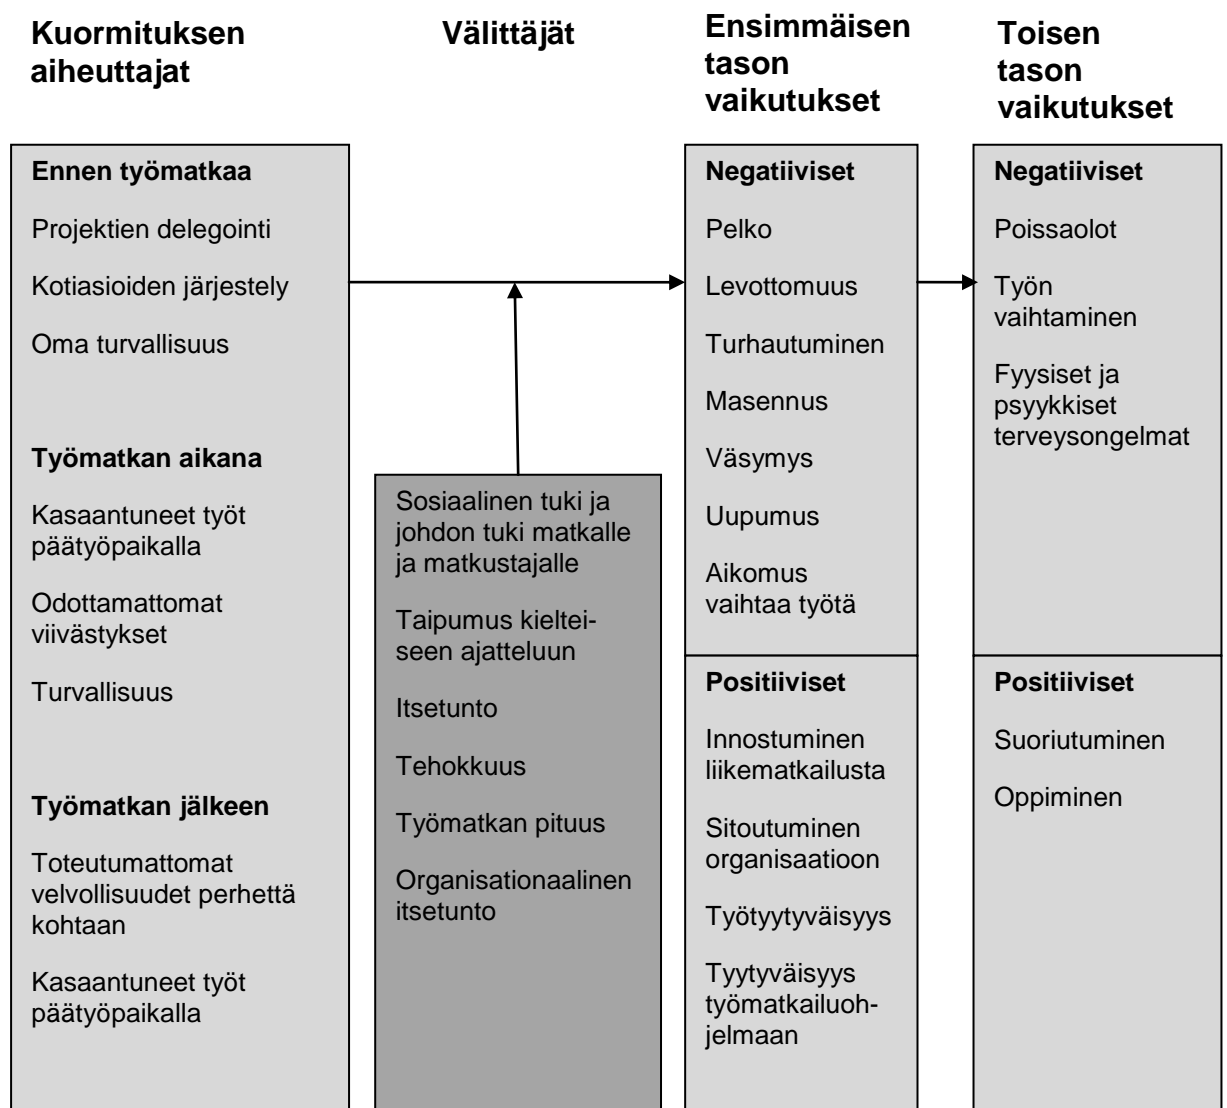 Kuormituksen
aiheuttajat
Välittäjät
Ensimmäisen
tason
vaikutukset
Toisen
tason
vaikutukset
Ennen työmatkaa
Projektien delegointi
Kotiasioiden järjestely
Oma turvallisuus
Työmatkan aikana
Kasaantuneet työt
päätyöpaikalla
Odottamattomat
viivästykset
Turvallisuus
Työmatkan jälkeen
Toteutumattomat
velvollisuudet perhettä
kohtaan
Kasaantuneet työt
päätyöpaikalla
Sosiaalinen tuki ja
johdon tuki matkalle
ja matkustajalle
Taipumus kieltei-
seen ajatteluun
Itsetunto
Tehokkuus
Työmatkan pituus
Organisationaalinen
itsetunto
Negatiiviset
Pelko
Levottomuus
Turhautuminen
Masennus
Väsymys
Uupumus
Aikomus
vaihtaa työtä
Positiiviset
Innostuminen
liikematkailusta
Sitoutuminen
organisaatioon
Työtyytyväisyys
Tyytyväisyys
työmatkailuoh-
jelmaan
Negatiiviset
Poissaolot
Työn
vaihtaminen
Fyysiset ja
psyykkiset
terveysongelmat
Positiiviset
Suoriutuminen
Oppiminen